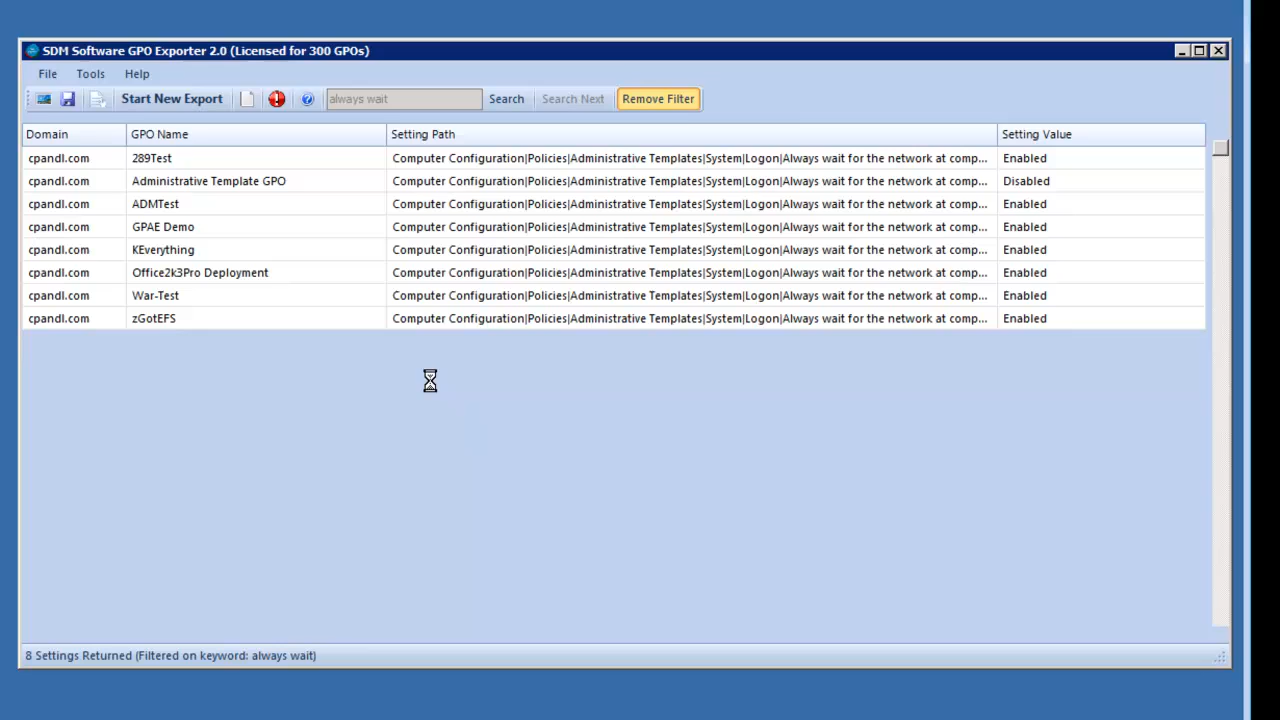 SDM Software GPO Exporter 2.0 (Licensed for 300 GPOs)
File Tools Help
Start New Export always wait Search Search Next Remove Filter
Domain GPO Name Setting Path Setting Value
cpandl.com 289Test Computer Configuration|Policies|Administrative Templates|System|Logon|Always wait for the network at comp... Enabled
cpandl.com Administrative Template GPO Computer Configuration|Policies|Administrative Templates|System|Logon|Always wait for the network at comp... Disabled
cpandl.com ADMTest Computer Configuration|Policies|Administrative Templates|System|Logon|Always wait for the network at comp... Enabled
cpandl.com GPAE Demo Computer Configuration|Policies|Administrative Templates|System|Logon|Always wait for the network at comp... Enabled
cpandl.com KEverything Computer Configuration|Policies|Administrative Templates|System|Logon|Always wait for the network at comp... Enabled
cpandl.com Office2k3Pro Deployment Computer Configuration|Policies|Administrative Templates|System|Logon|Always wait for the network at comp... Enabled
cpandl.com War-Test Computer Configuration|Policies|Administrative Templates|System|Logon|Always wait for the network at comp... Enabled
cpandl.com zGotEFS Computer Configuration|Policies|Administrative Templates|System|Logon|Always wait for the network at comp... Enabled
8 Settings Returned (Filtered on keyword: always wait)